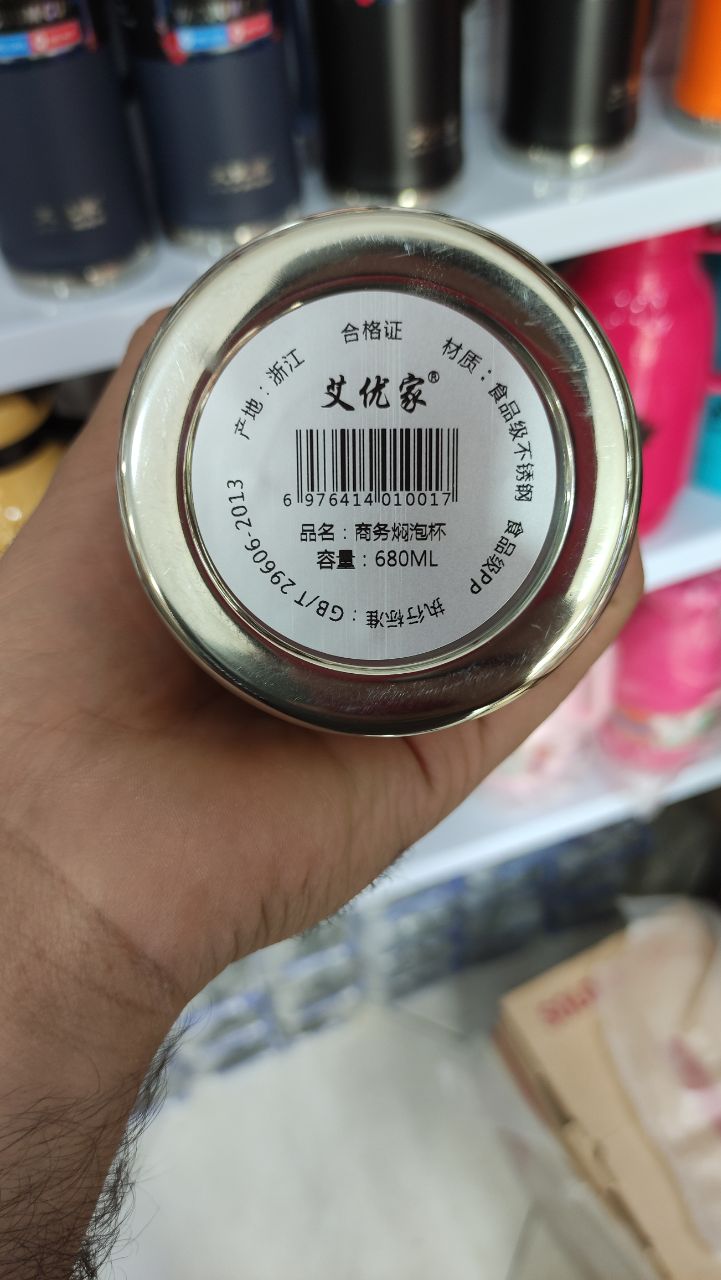 合格证
产地：浙江
材质：食品级不锈钢 食品级PP
艾优家®
6 976414 010017
品名：商务焖泡杯
容量：680ML
执行标准：GB/T 29606-2013